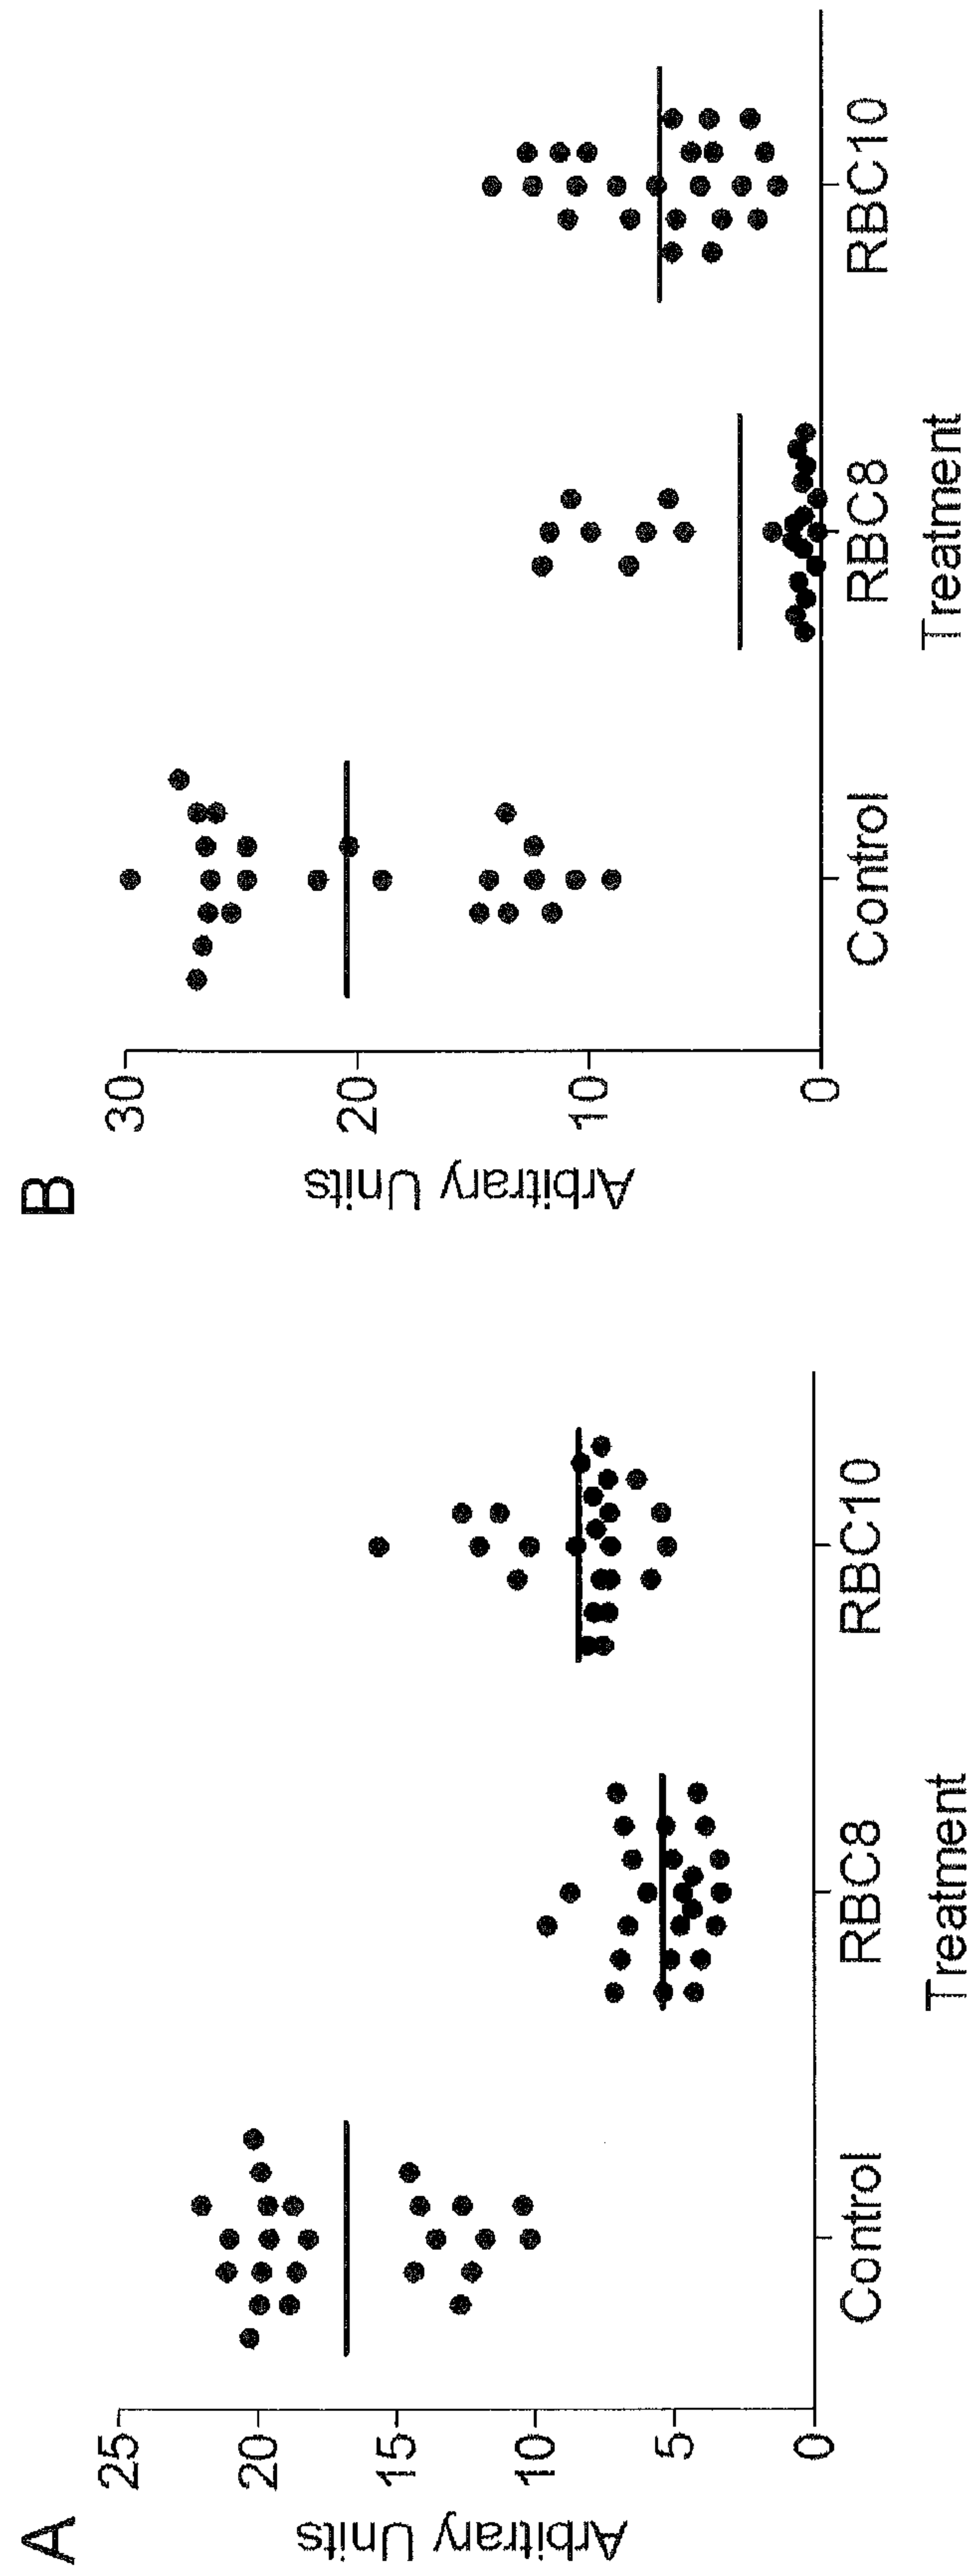 A
Arbitrary Units
25
20
15
10
5
0
Control
RBC8
RBC10
Treatment
B
Arbitrary Units
30
20
10
0
Control
RBC8
RBC10
Treatment